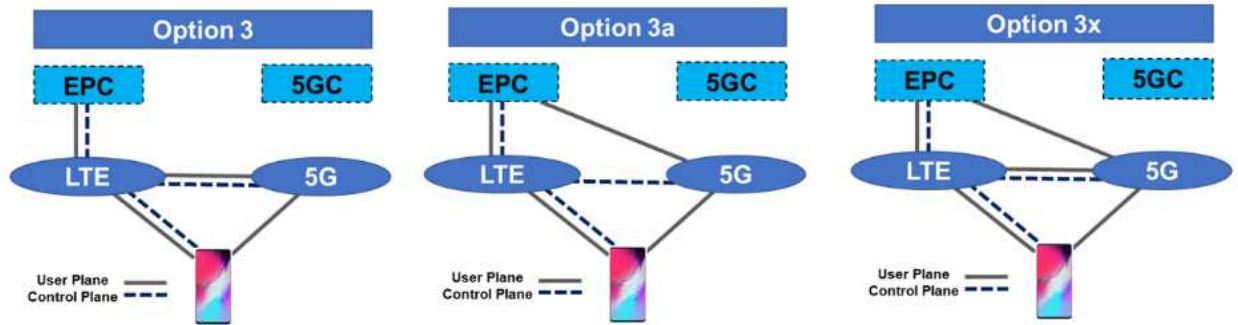 Option 3
EPC 5GC
LTE 5G
User Plane
Control Plane
Option 3a
EPC 5GC
LTE 5G
User Plane
Control Plane
Option 3x
EPC 5GC
LTE 5G
User Plane
Control Plane